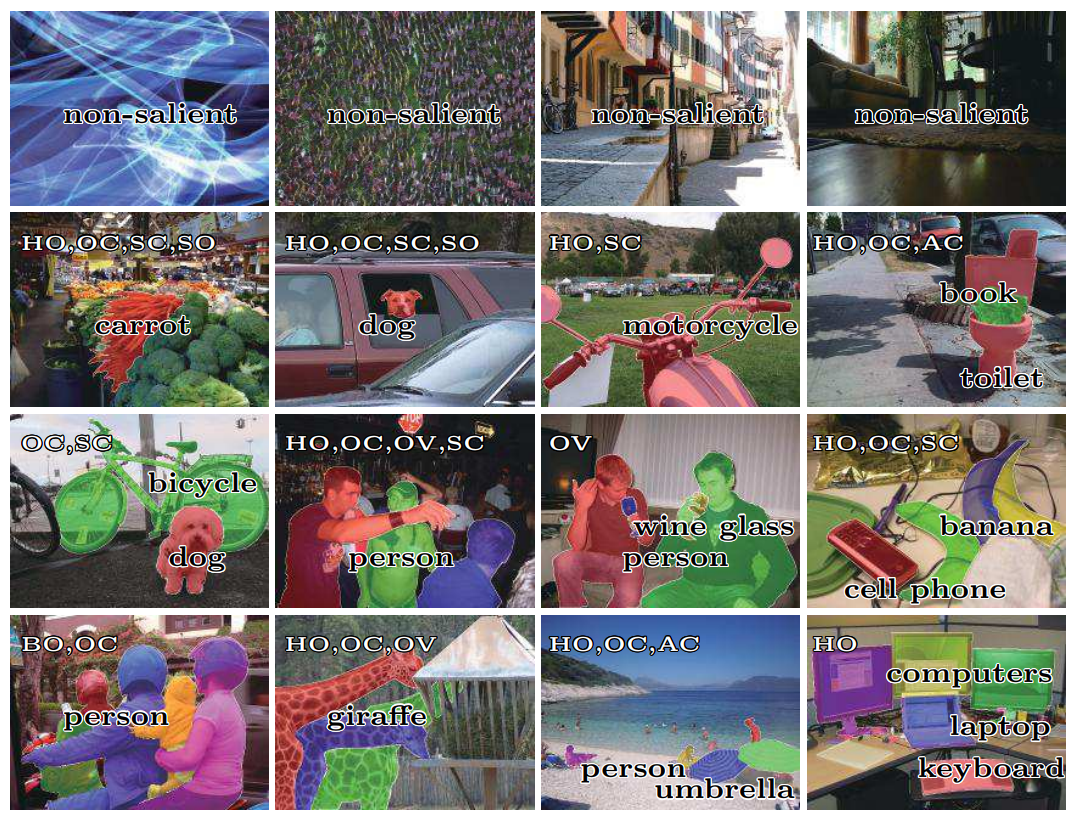 non-salient
non-salient
non-salient
non-salient
HO,OC,SC,SO
carrot
HO,OC,SC,SO
dog
HO,SC
motorcycle
HO,OC,AC
book
toilet
OC,SC
bicycle
dog
HO,OC,OV,SC
STOP
person
OV
wine glass
person
HO,OC,SC
banana
cell phone
BO,OC
person
HO,OC,OV
giraffe
HO,OC,AC
person
umbrella
HO
computers
laptop
keyboard